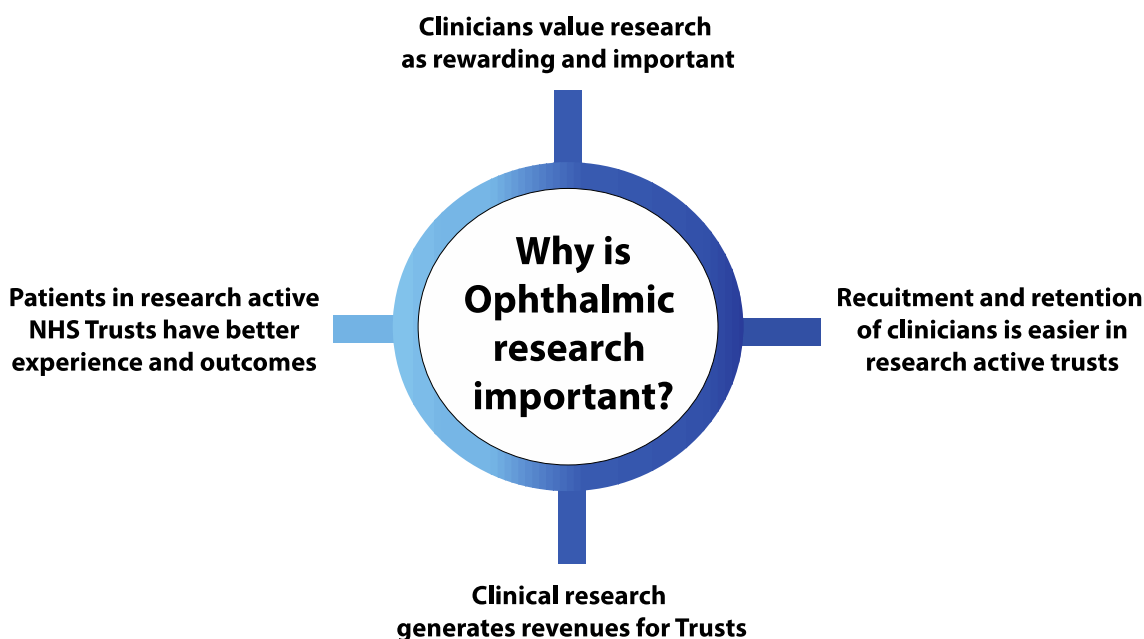 Clinicians value research
as rewarding and important
Why is
Ophthalmic
research
important?
Patients in research active
NHS Trusts have better
experience and outcomes
Recuitment and retention
of clinicians is easier in
research active trusts
Clinical research
generates revenues for Trusts